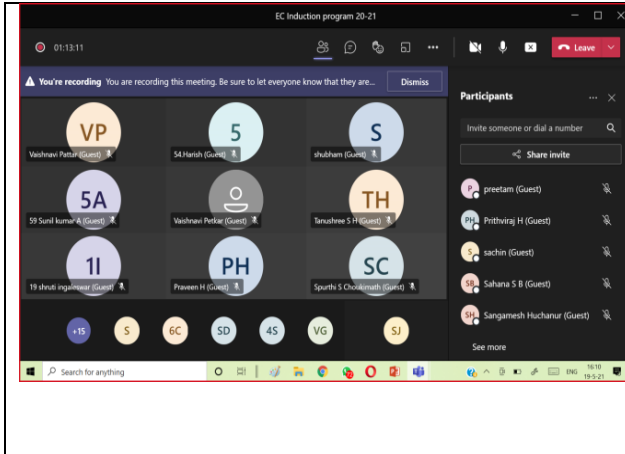 EC Induction program 20-21
01:13:11
Leave
You're recording You are recording this meeting. Be sure to let everyone know that they are...
Dismiss
VP
Vaishnavi Pattar (Guest)
5
54.Harish (Guest)
S
shubham (Guest)
5A
59 Sunil kumar A (Guest)
Vaishnavi Petkar (Guest)
TH
Tanushree S H (Guest)
1I
19 shruti ingaleswar (Guest)
PH
Praveen H (Guest)
SC
Spurthi S Choukimath (Guest)
+15
S
6C
SD
4S
VG
SJ
Participants
Invite someone or dial a number
Share invite
P
preetam (Guest)
PH
Prithviraj H (Guest)
S
sachin (Guest)
SB
Sahana S B (Guest)
SH
Sangamesh Huchanur (Guest)
See more
Search for anything
ENG
16:10
19-5-21